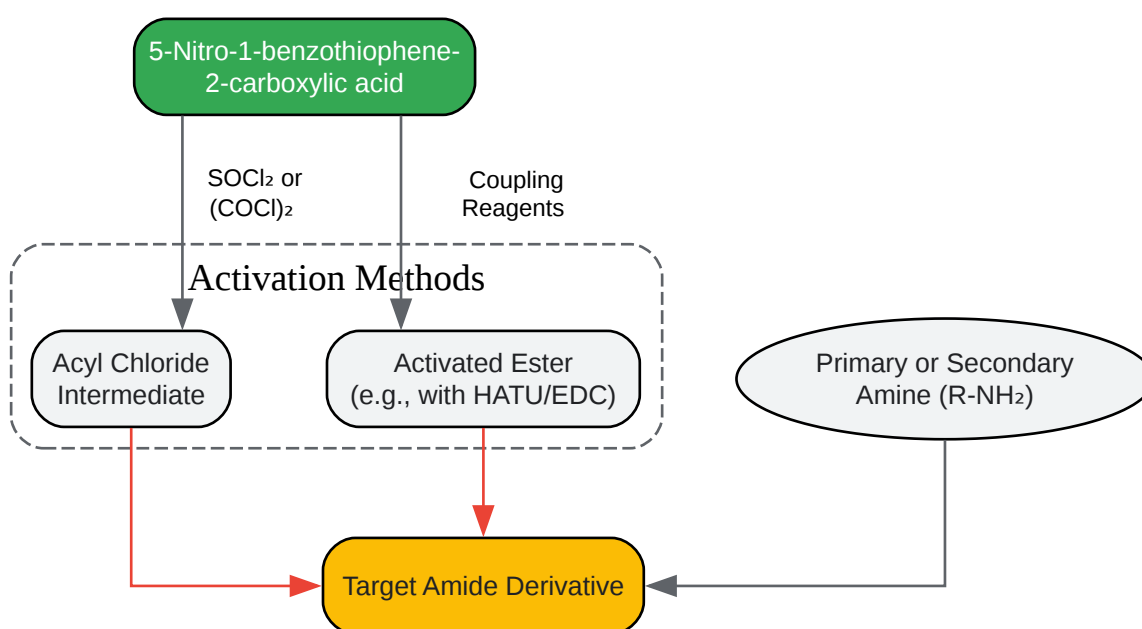 5-Nitro-1-benzothiophene-
2-carboxylic acid
SOCl₂ or
(COCl)₂
Coupling
Reagents
Activation Methods
Acyl Chloride
Intermediate
Activated Ester
(e.g., with HATU/EDC)
Primary or Secondary
Amine (R-NH₂)
Target Amide Derivative